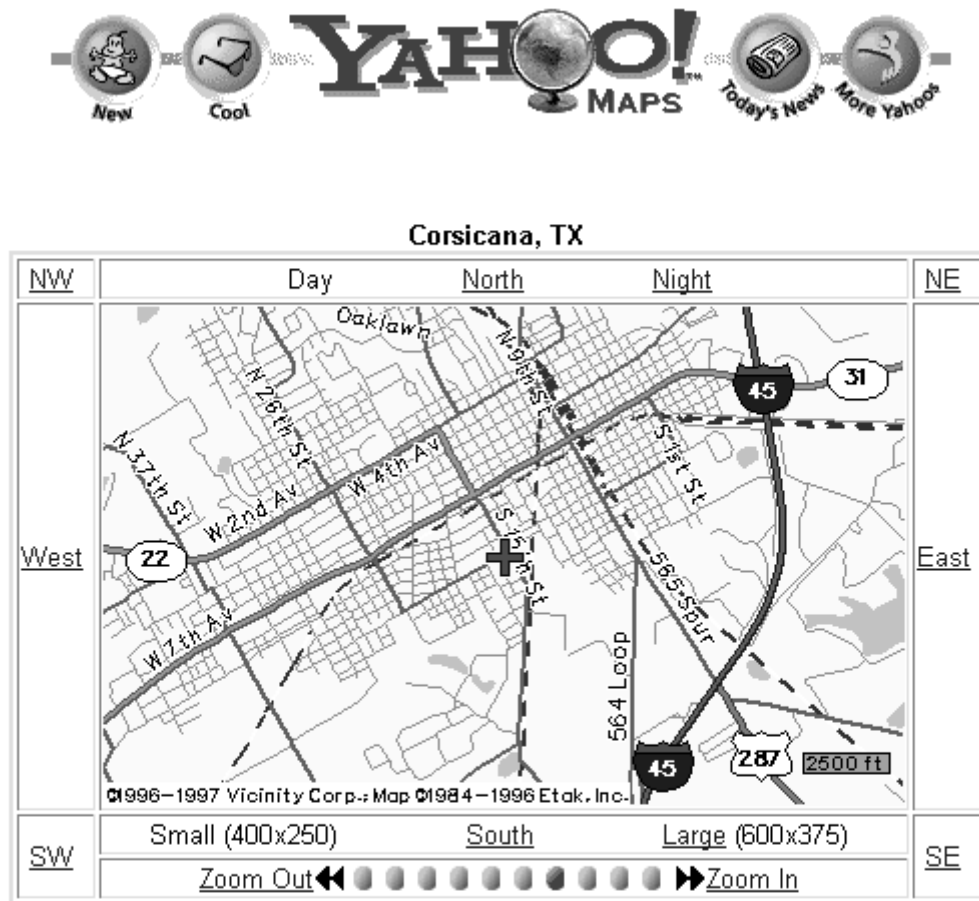 New
Cool
YAHOO!
MAPS
Today's News
More Yahoos
Corsicana, TX
NW
Day
North
Night
NE
Oaklawn
N 9th St
45
31
N 26th St
N 37th St
W 4th Av
S 1st St
W 2nd Av
West
22
S 15th St
565 Spur
East
W 7th Av
564 Loop
45
287
2500 ft
©1996-1997 Vicinity Corp.; Map ©1984-1996 Etak, Inc.
SW
Small (400x250)
South
Large (600x375)
SE
Zoom Out
Zoom In